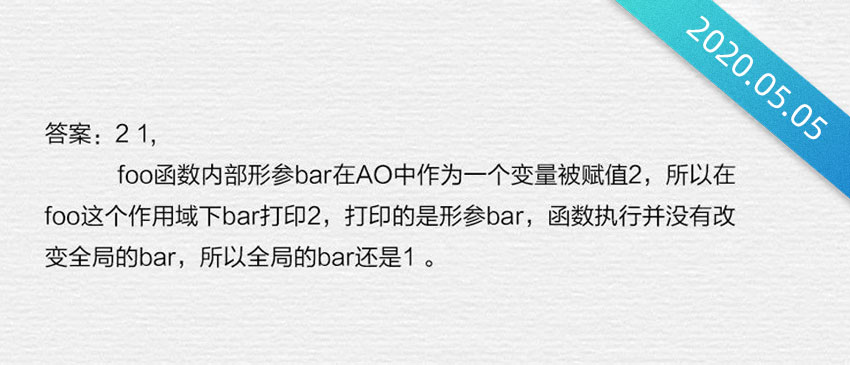 2020.05.05
答案：2 1,
foo函数内部形参bar在AO中作为一个变量被赋值2，所以在
foo这个作用域下bar打印2，打印的是形参bar，函数执行并没有改
变全局的bar，所以全局的bar还是1 。